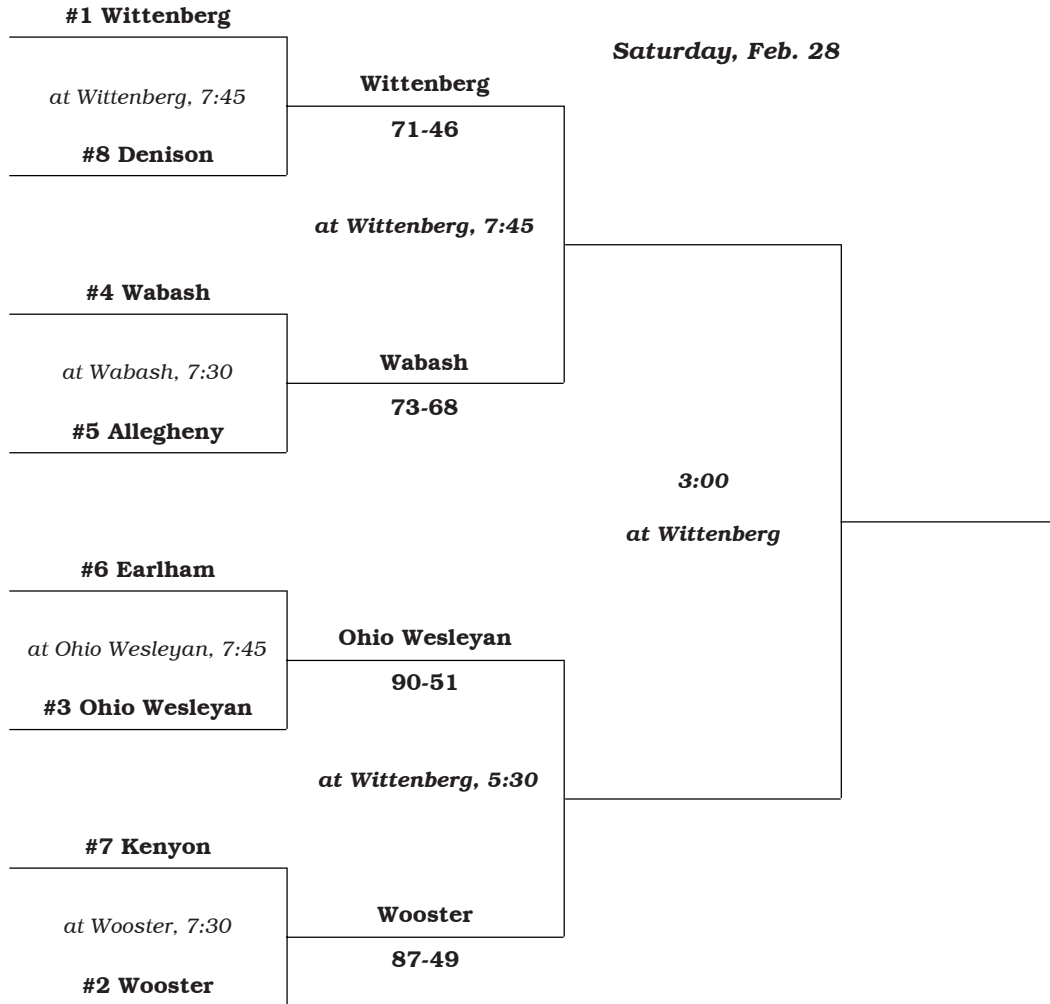 #1 Wittenberg
Saturday, Feb. 28
at Wittenberg, 7:45
Wittenberg
71-46
#8 Denison
at Wittenberg, 7:45
#4 Wabash
at Wabash, 7:30
Wabash
73-68
#5 Allegheny
3:00
at Wittenberg
#6 Earlham
at Ohio Wesleyan, 7:45
Ohio Wesleyan
90-51
#3 Ohio Wesleyan
at Wittenberg, 5:30
#7 Kenyon
at Wooster, 7:30
Wooster
87-49
#2 Wooster